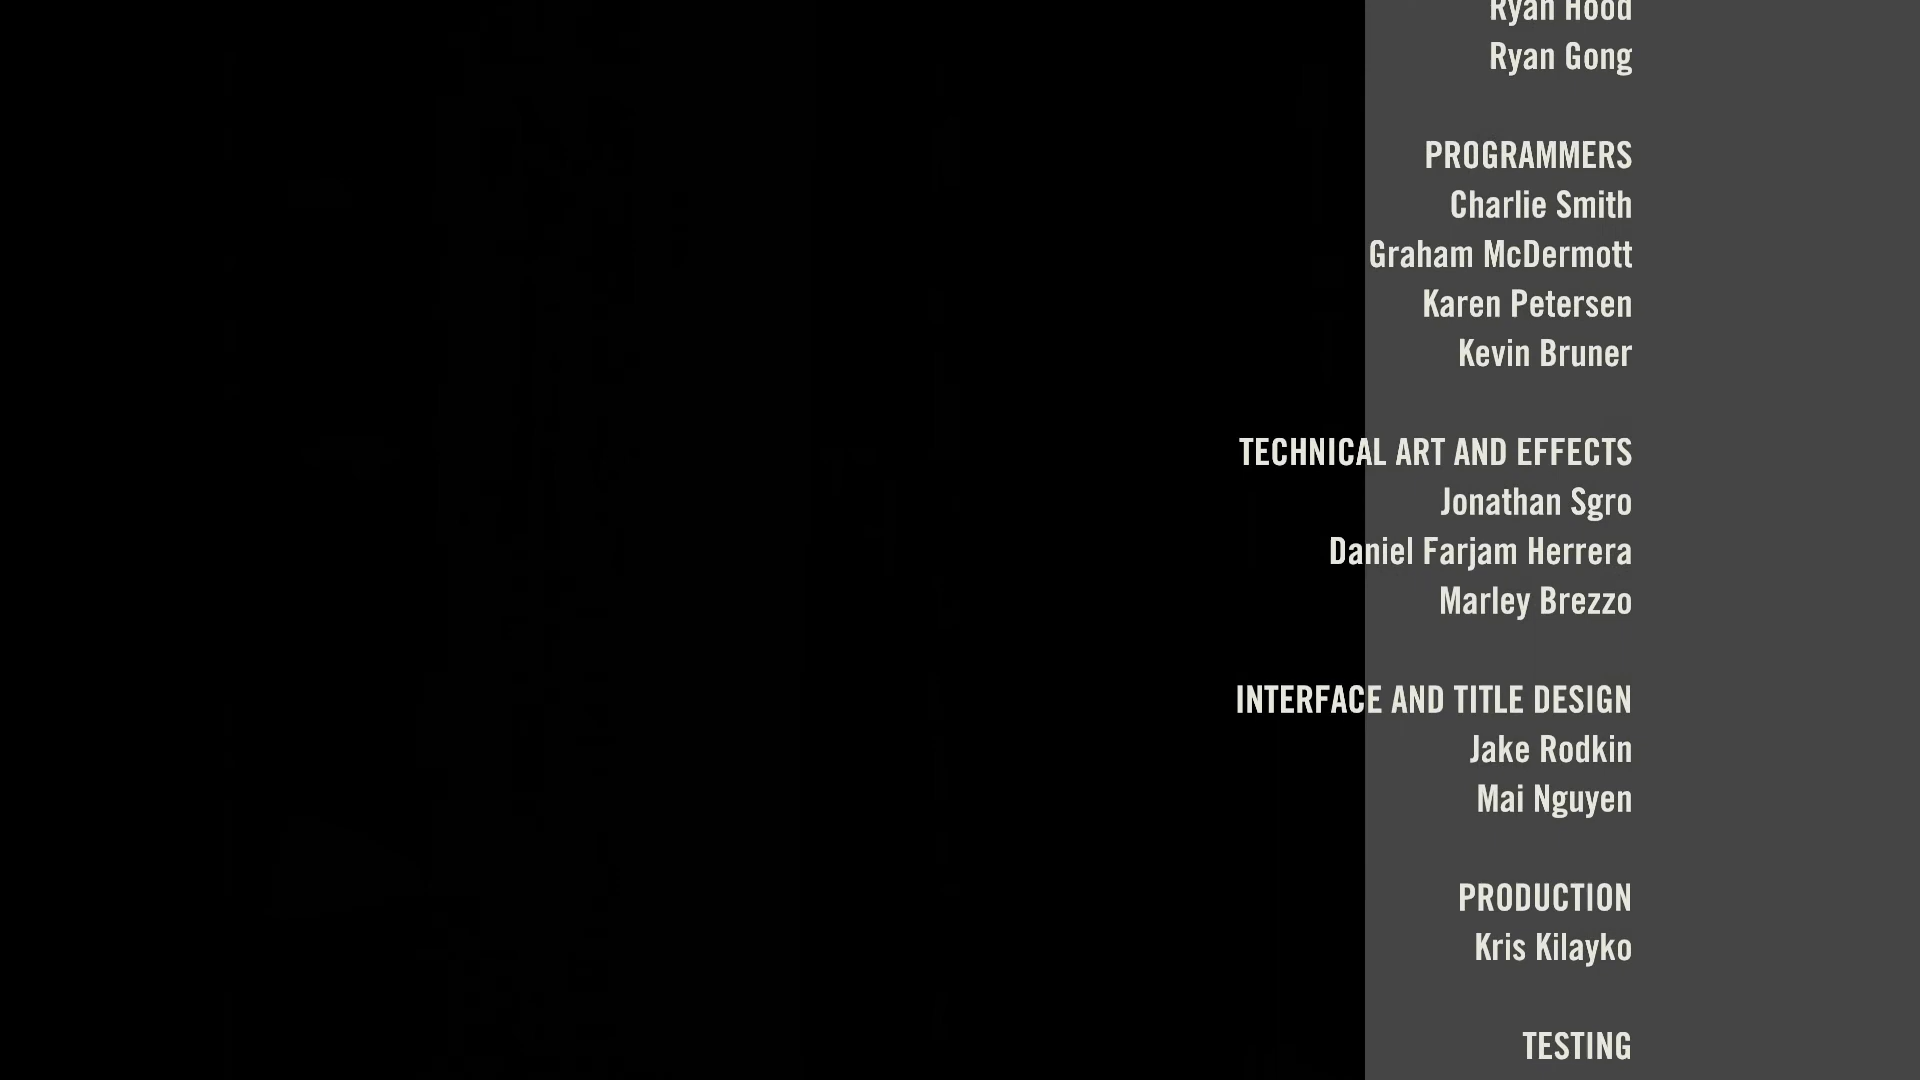 Ryan Hood
Ryan Gong
PROGRAMMERS
Charlie Smith
Graham McDermott
Karen Petersen
Kevin Bruner
TECHNICAL ART AND EFFECTS
Jonathan Sgro
Daniel Farjam Herrera
Marley Brezzo
INTERFACE AND TITLE DESIGN
Jake Rodkin
Mai Nguyen
PRODUCTION
Kris Kilayko
TESTING